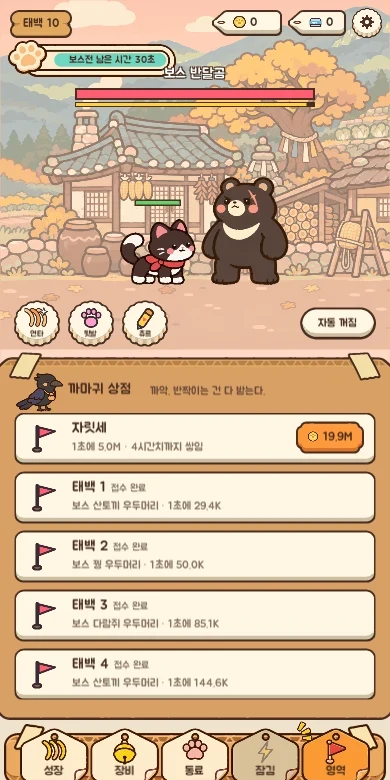 태백 10
0
0
보스전 남은 시간 30초
보스 반달곰
연타
츄르
자동 꺼짐
까마귀 상점
까악, 반짝이는 건 다 받는다.
자릿세
1초에 5.0M · 4시간치까지 쌓임
19.9M
태백 1 접수 완료
보스 산토끼 우두머리 · 1초에 29.4K
태백 2 접수 완료
보스 꿩 우두머리 · 1초에 50.0K
태백 3 접수 완료
보스 다람쥐 우두머리 · 1초에 85.1K
태백 4 접수 완료
보스 산토끼 우두머리 · 1초에 144.6K
성장
장비
동료
잠김
영역